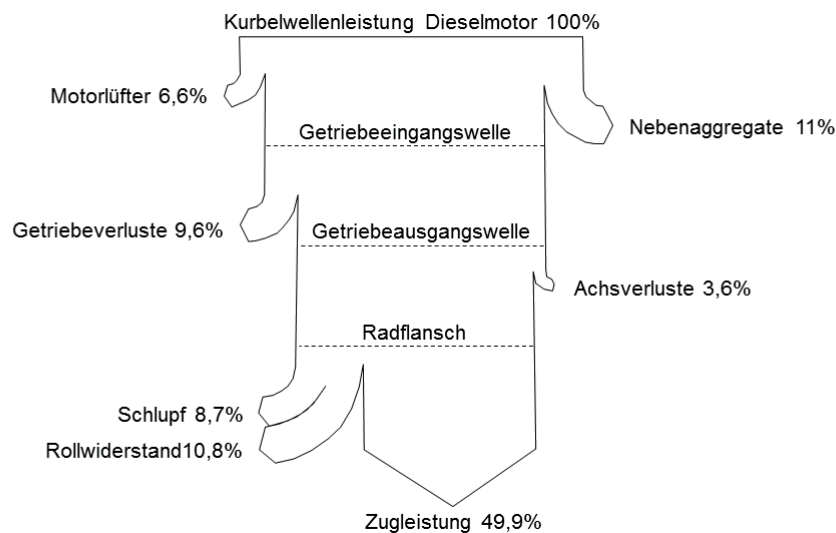 Kurbelwellenleistung Dieselmotor 100%
Motorlüfter 6,6%
Nebenaggregate 11%
Getriebeeingangswelle
Getriebeverluste 9,6%
Getriebeausgangswelle
Achsverluste 3,6%
Radflansch
Schlupf 8,7%
Rollwiderstand10,8%
Zugleistung 49,9%